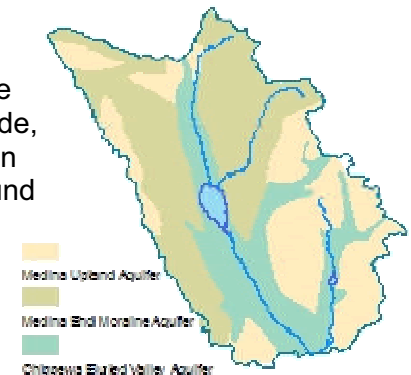 e
de,
n
und
Medina Upland Aquifer
Medina End Moraine Aquifer
Chippewa Buried Valley Aquifer